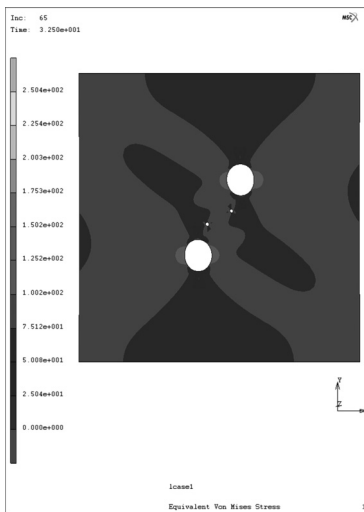 Inc: 65
Time: 3.250e+001
MSC
2.504e+002
2.254e+002
2.003e+002
1.753e+002
1.502e+002
1.252e+002
1.002e+002
7.512e+001
5.008e+001
2.504e+001
0.000e+000
Y
Z
lcase1
Equivalent Von Mises Stress